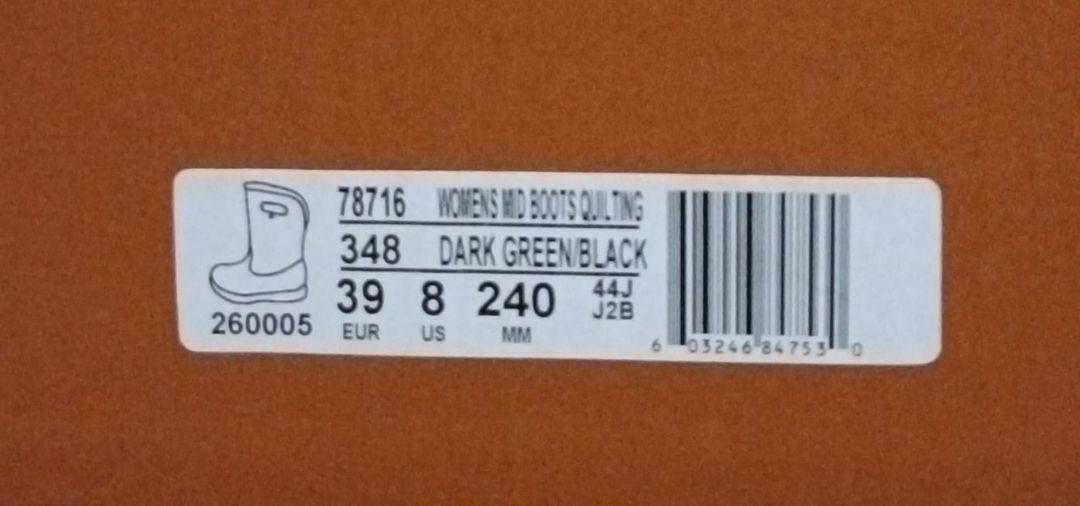 78716 WOMENS MID BOOTS QUILTING
348 DARK GREEN/BLACK
39 8 240 44J
J2B
EUR US MM
260005
6 03246 84753 0